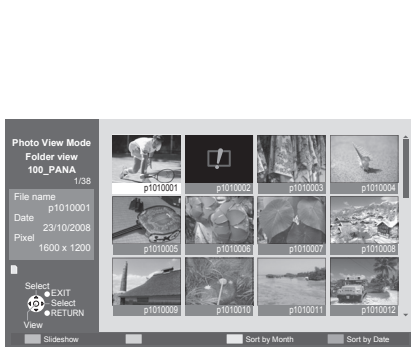 Photo View Mode
Folder view
100_PANA
1/38
File name
p1010001
Date
23/10/2008
Pixel
1600 x 1200
Select
EXIT
Select
RETURN
View
p1010001 p1010002 p1010003 p1010004
p1010005 p1010006 p1010007 p1010008
p1010009 p1010010 p1010011 p1010012
Slideshow Sort by Month Sort by Date